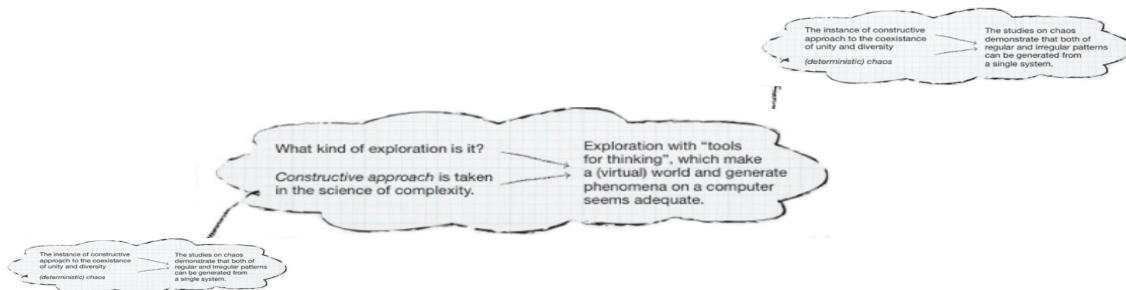 The instance of constructive
approach to the coexistance
of unity and diversity
(deterministic) chaos
The studies on chaos
demonstrate that both of
regular and irregular patterns
can be generated from
a single system.
What kind of exploration is it?
Constructive approach is taken
in the science of complexity.
Exploration with “tools
for thinking”, which make
a (virtual) world and generate
phenomena on a computer
seems adequate.
The instance of constructive
approach to the coexistance
of unity and diversity
(deterministic) chaos
The studies on chaos
demonstrate that both of
regular and irregular patterns
can be generated from
a single system.